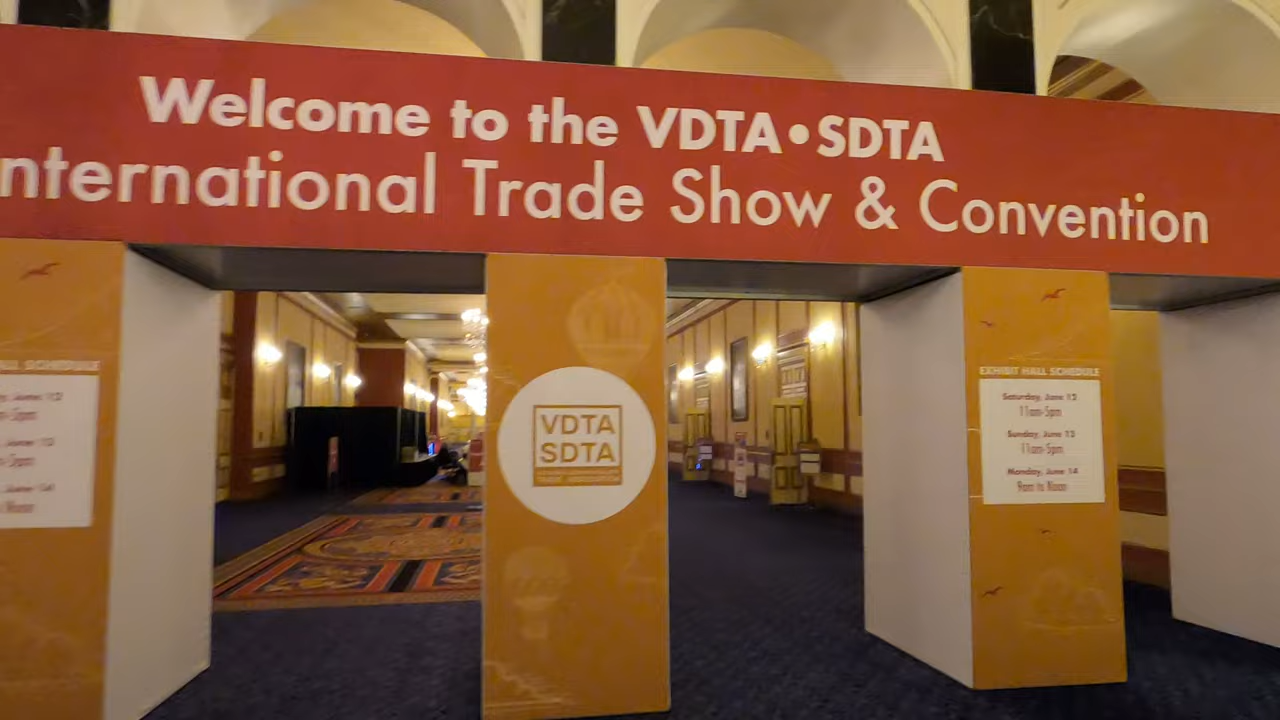 Welcome to the VDTA•SDTA
nternational Trade Show & Convention
VDTA
SDTA
EXHIBIT HALL SCHEDULE
Saturday, June 12
11am-5pm
Sunday, June 13
11am-5pm
Monday, June 14
9am to Noon